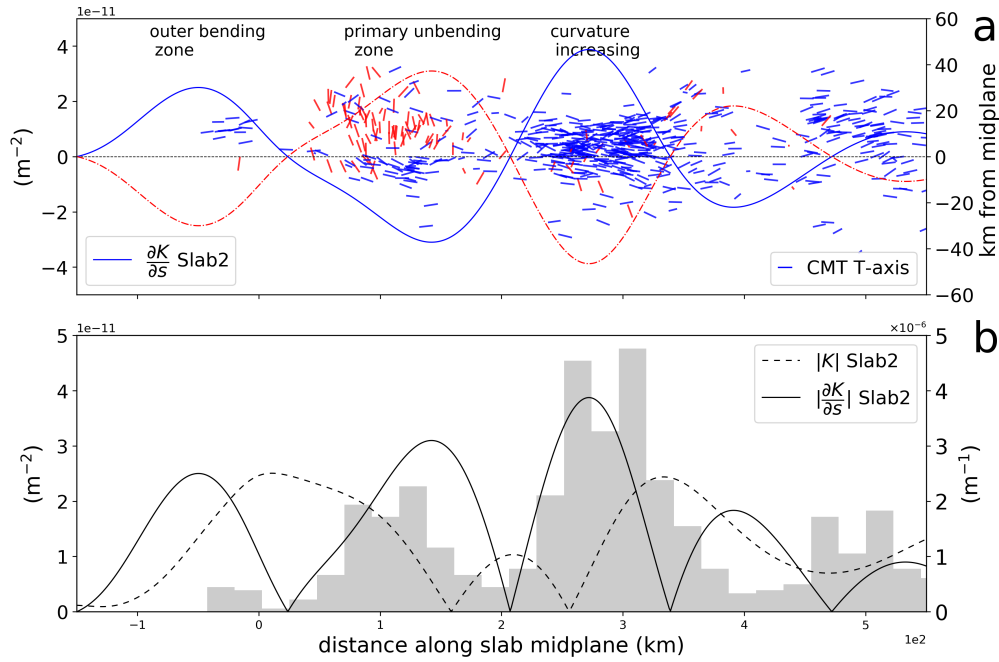 1e−11
a
outer bending
zone
primary unbending
zone
curvature
increasing
4
2
0
−2
−4
(m⁻²)
60
40
20
0
−20
−40
−60
km from midplane
∂K/∂s Slab2
CMT T-axis
1e−11
×10⁻⁶
b
5
4
3
2
1
0
(m⁻²)
5
4
3
2
1
0
(m⁻¹)
|K| Slab2
|∂K/∂s| Slab2
−1
0
1
2
3
4
5
1e2
distance along slab midplane (km)